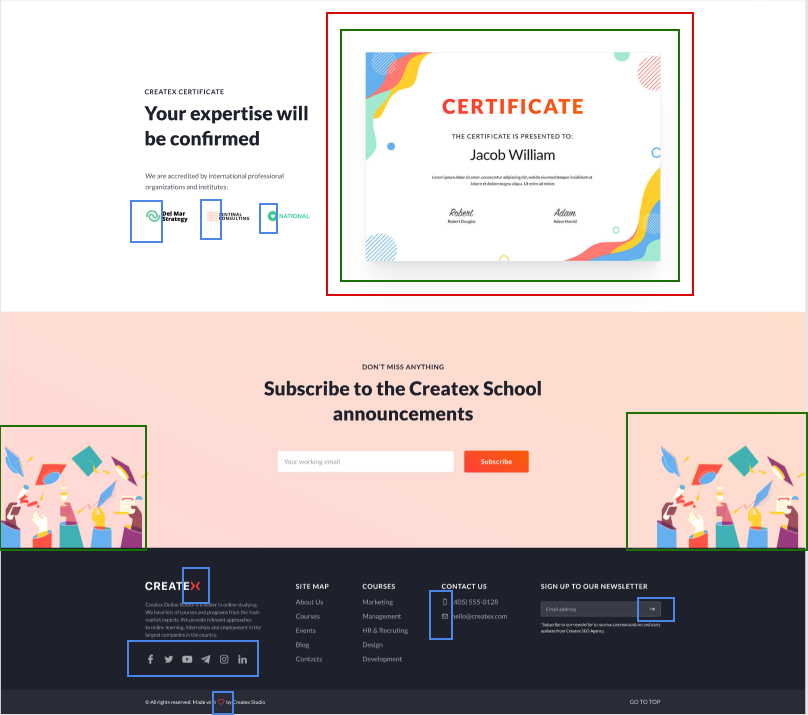 CREATEX CERTIFICATE
Your expertise will
be confirmed
We are accredited by international professional
organizations and institutes:
Del Mar
Strategy
SENTINAL
CONSULTING
NATIONAL
CERTIFICATE
THE CERTIFICATE IS PRESENTED TO:
Jacob William
Lorem ipsum dolor sit amet, consectetur adipiscing elit, sed do eiusmod tempor incididunt ut
labore et dolore magna aliqua. Ut enim ad minim.
Robert
Robert Douglas
Adam
Adam Harold
DON'T MISS ANYTHING
Subscribe to the Createx School
announcements
Your working email
Subscribe
CREATEX
Createx Online School is a leader in online studying.
We have lots of courses and programs from the main
market experts. We provide relevant approaches
to online learning, internships and employment in the
largest companies in the country.
SITE MAP
About Us
Courses
Events
Blog
Contacts
COURSES
Marketing
Management
HR & Recruting
Design
Development
CONTACT US
(405) 555-0128
hello@createx.com
SIGN UP TO OUR NEWSLETTER
Email address
*Subscribe to our newsletter to receive communications and early
updates from Createx SEO Agency.
© All rights reserved. Made with by Createx Studio
GO TO TOP